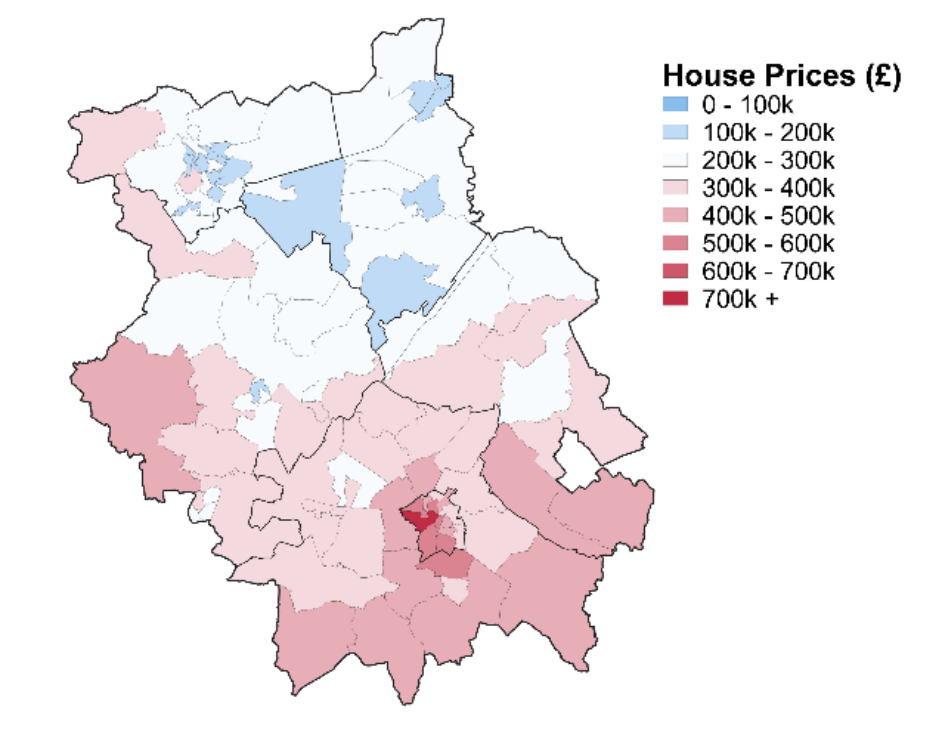 House Prices (£)
0 - 100k
100k - 200k
200k - 300k
300k - 400k
400k - 500k
500k - 600k
600k - 700k
700k +